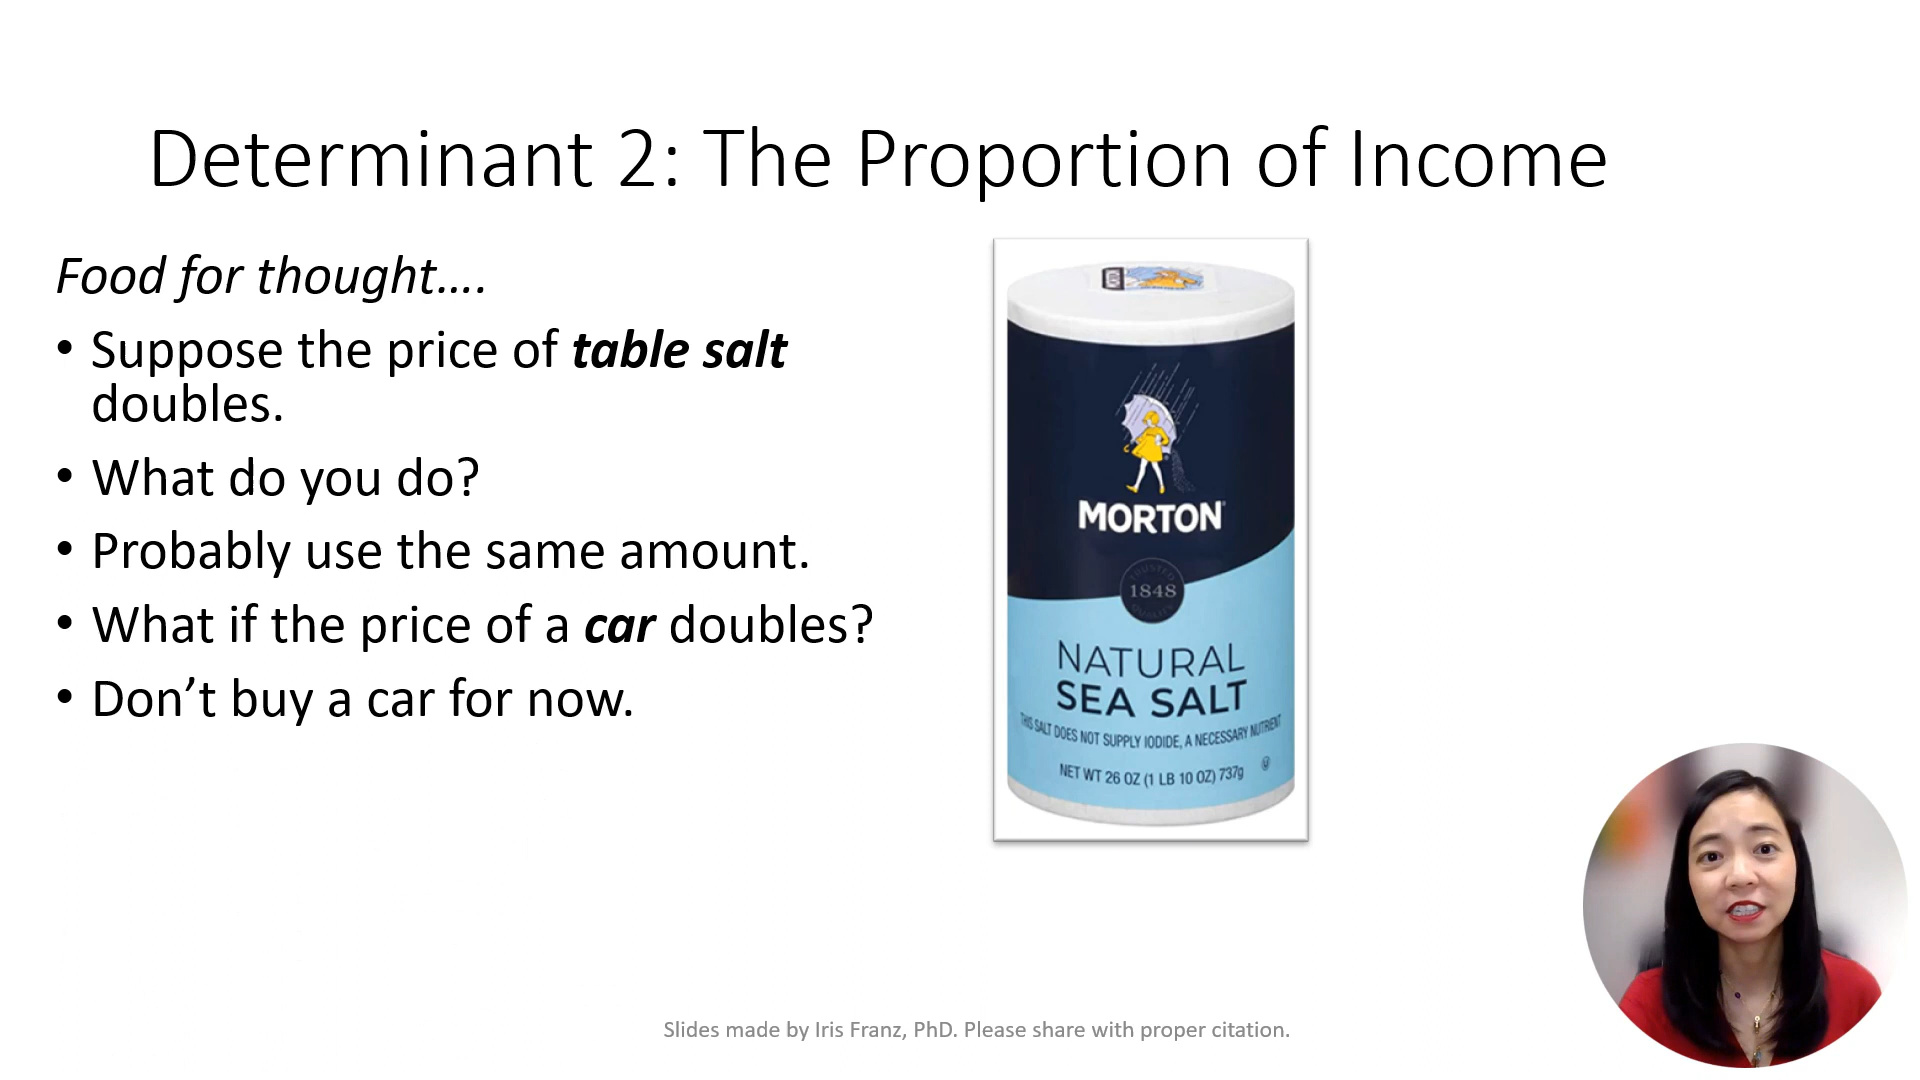 Determinant 2: The Proportion of Income
Food for thought….
• Suppose the price of table salt
doubles.
• What do you do?
• Probably use the same amount.
• What if the price of a car doubles?
• Don’t buy a car for now.
MORTON
TRUSTED
1848
QUALITY
NATURAL
SEA SALT
THIS SALT DOES NOT SUPPLY IODIDE, A NECESSARY NUTRIENT
NET WT 26 OZ (1 LB 10 OZ) 737g
Slides made by Iris Franz, PhD. Please share with proper citation.